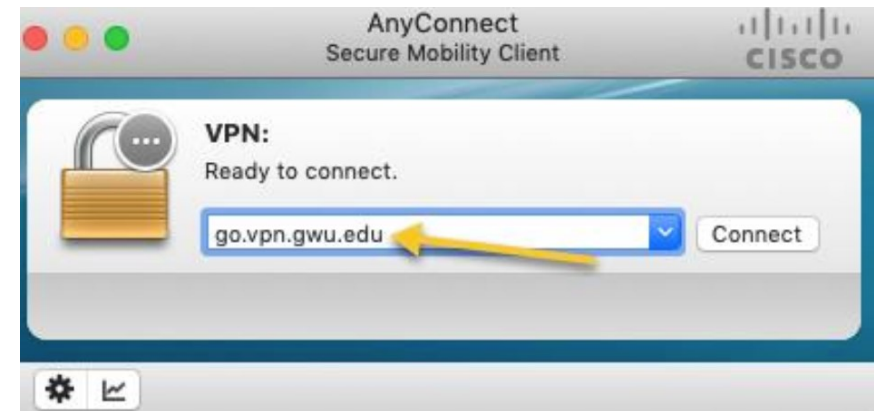 AnyConnect
Secure Mobility Client
CISCO
VPN:
Ready to connect.
go.vpn.gwu.edu
Connect